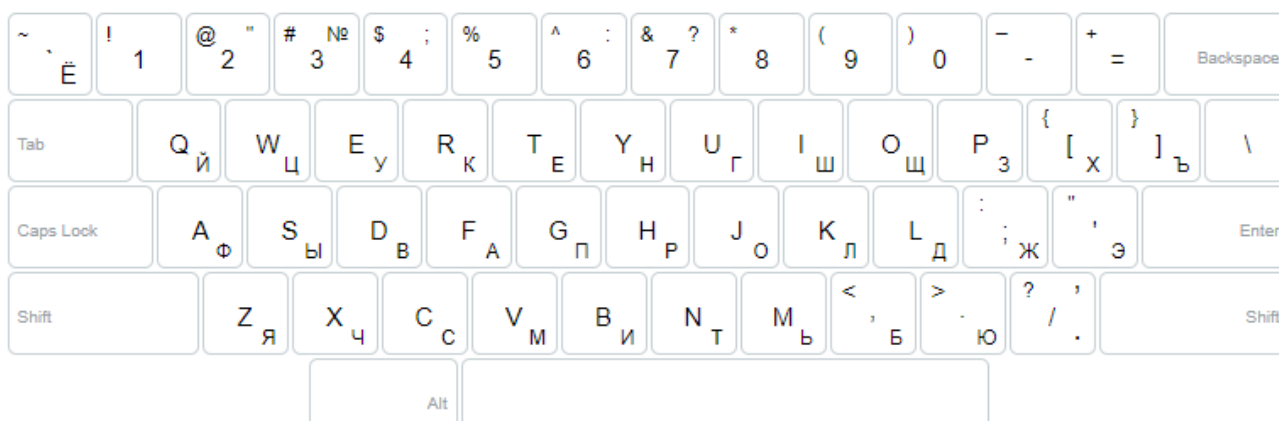 ~ ` Ё ! 1 @ " 2 # № 3 $ ; 4 % 5 ^ : 6 & ? 7 * 8 ( 9 ) 0 – - + = Backspace
Tab Q Й W Ц E У R К T Е Y Н U Г I Ш O Щ P З { [ Х } ] Ъ \
Caps Lock A Ф S Ы D В F А G П H Р J О K Л L Д : ; Ж " ' Э Enter
Shift Z Я X Ч C С V М B И N Т M Ь < , Б > . Ю ? , / . Shift
Alt